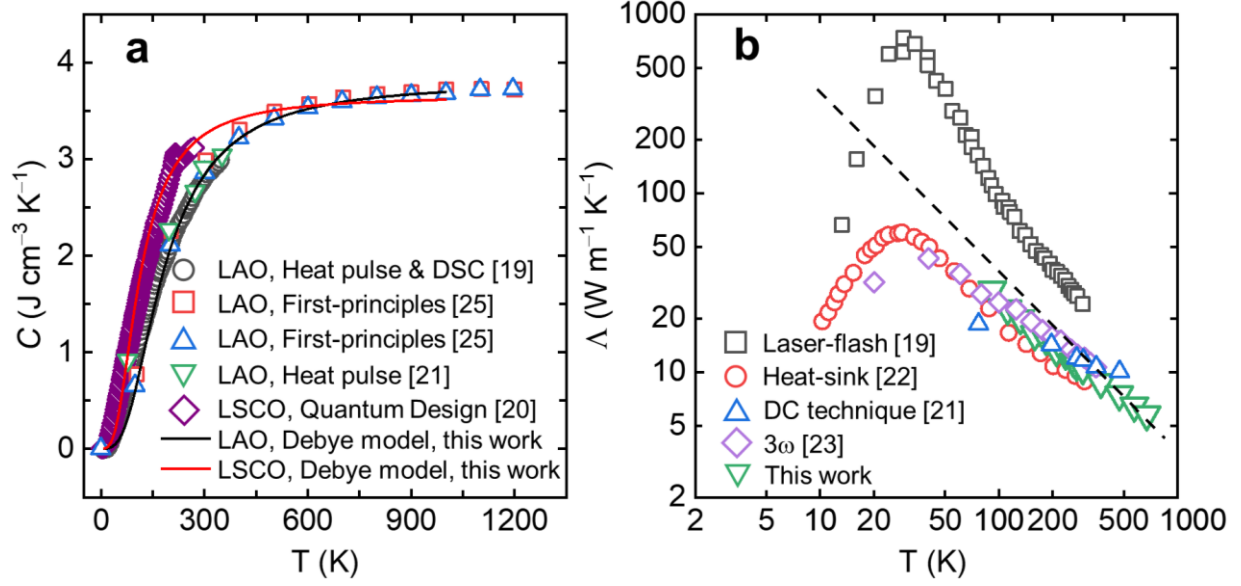 a
4
3
2
1
0
C (J cm⁻³ K⁻¹)
LAO, Heat pulse & DSC [19]
LAO, First-principles [25]
LAO, First-principles [25]
LAO, Heat pulse [21]
LSCO, Quantum Design [20]
LAO, Debye model, this work
LSCO, Debye model, this work
0 300 600 900 1200
T (K)
b
500
200
100
50
20
10
5
2
Λ (W m⁻¹ K⁻¹)
Laser-flash [19]
Heat-sink [22]
DC technique [21]
3ω [23]
This work
2 5 10 20 50 100 200 500 1000
T (K)